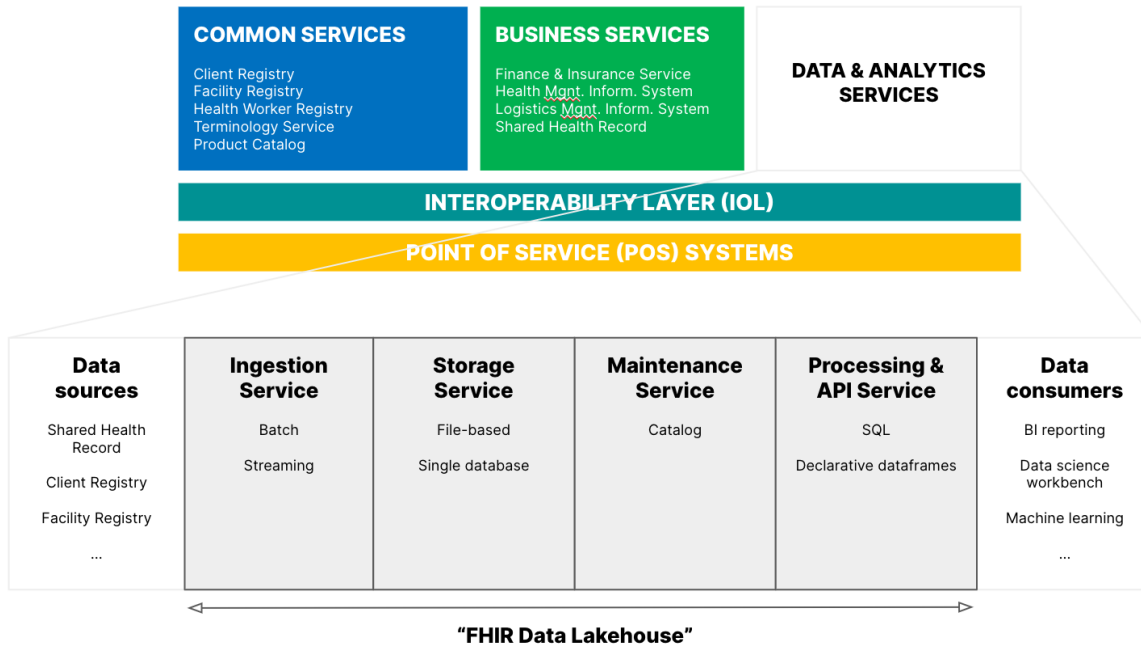 COMMON SERVICES
Client Registry
Facility Registry
Health Worker Registry
Terminology Service
Product Catalog
BUSINESS SERVICES
Finance & Insurance Service
Health Mgnt. Inform. System
Logistics Mgnt. Inform. System
Shared Health Record
DATA & ANALYTICS
SERVICES
INTEROPERABILITY LAYER (IOL)
POINT OF SERVICE (POS) SYSTEMS
Data
sources
Shared Health
Record
Client Registry
Facility Registry
...
Ingestion
Service
Batch
Streaming
Storage
Service
File-based
Single database
Maintenance
Service
Catalog
Processing &
API Service
SQL
Declarative dataframes
Data
consumers
BI reporting
Data science
workbench
Machine learning
...
“FHIR Data Lakehouse”